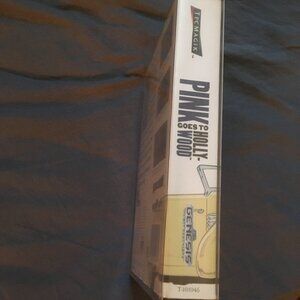 TECMAGIK
PINK
GOES TO
HOLLY-
WOOD
GENESIS